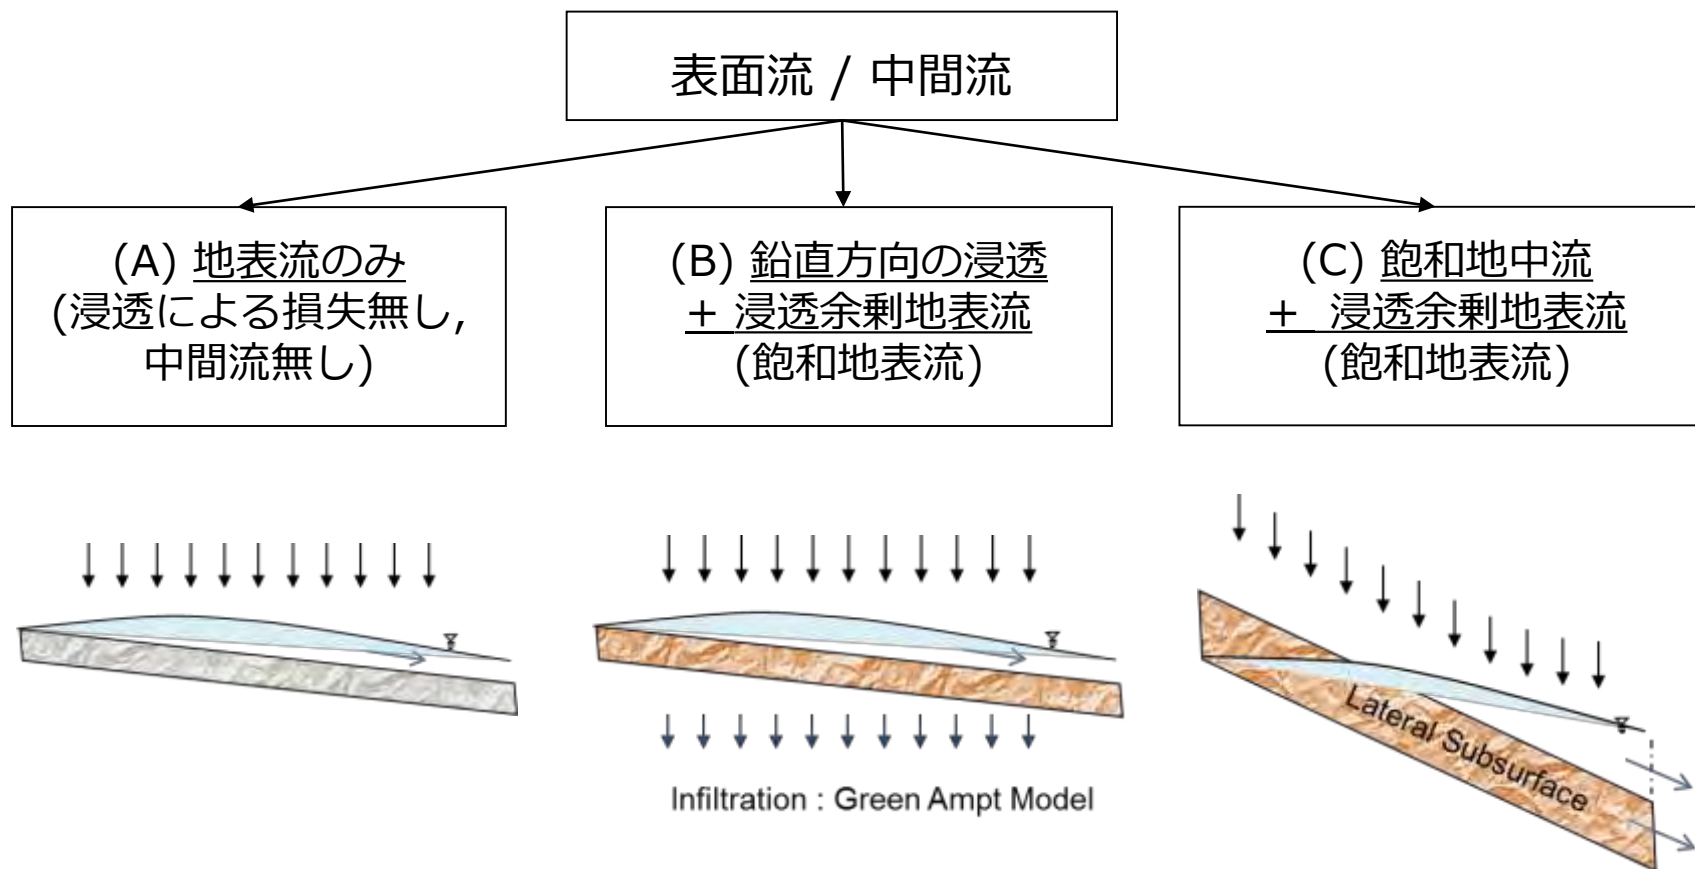 表面流 / 中間流
(A) 地表流のみ
(浸透による損失無し,
中間流無し)
(B) 鉛直方向の浸透
+ 浸透余剰地表流
(飽和地表流)
(C) 飽和地中流
+ 浸透余剰地表流
(飽和地表流)
Infiltration : Green Ampt Model
Lateral Subsurface